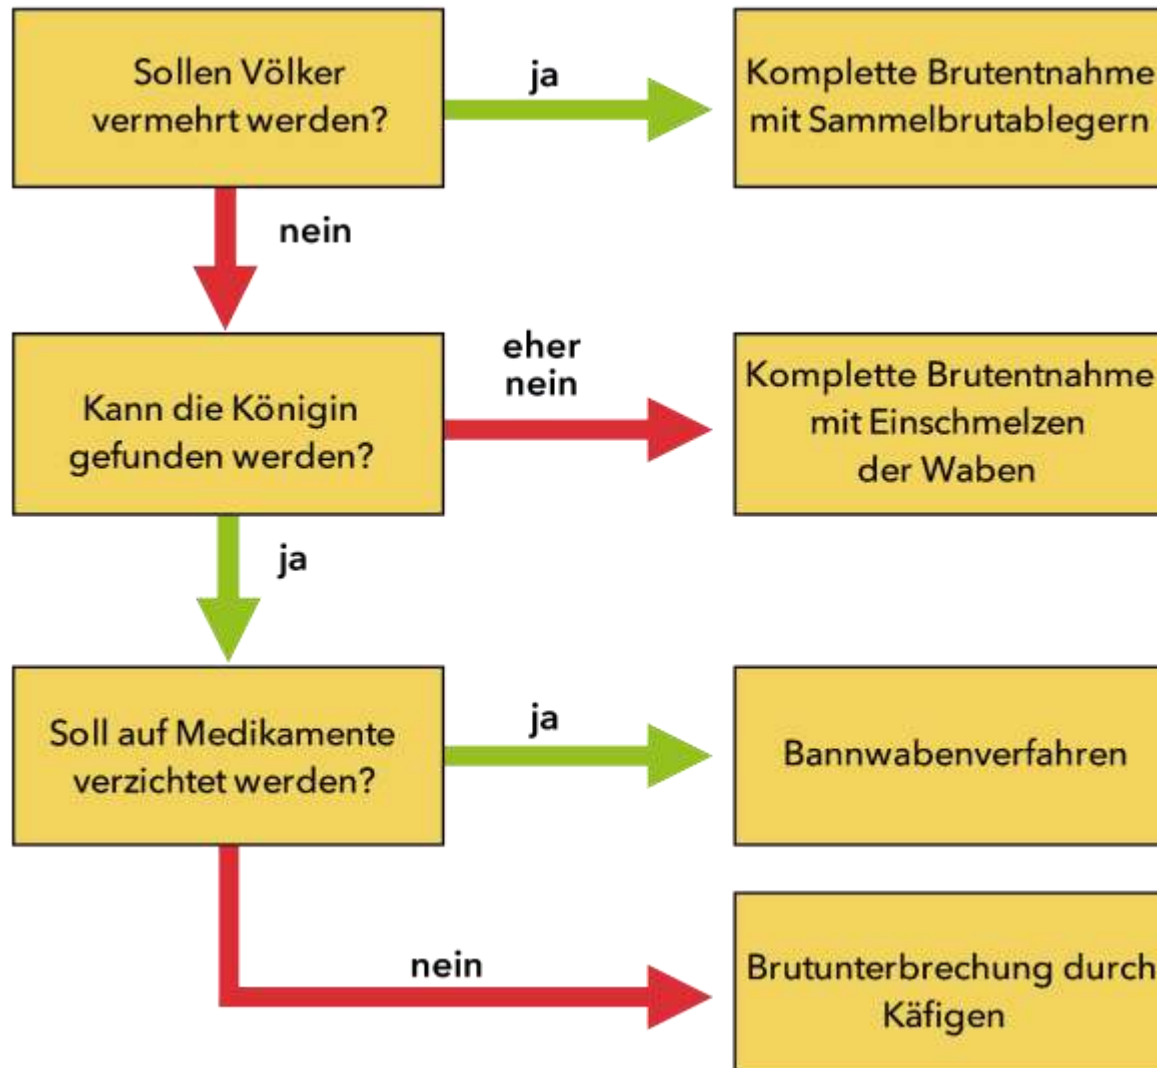 Sollen Völker
vermehrt werden?
ja
Komplette Brutentnahme
mit Sammelbrutablegern
nein
Kann die Königin
gefunden werden?
eher
nein
Komplette Brutentnahme
mit Einschmelzen
der Waben
ja
Soll auf Medikamente
verzichtet werden?
ja
Bannwabenverfahren
nein
Brutunterbrechung durch
Käfigen